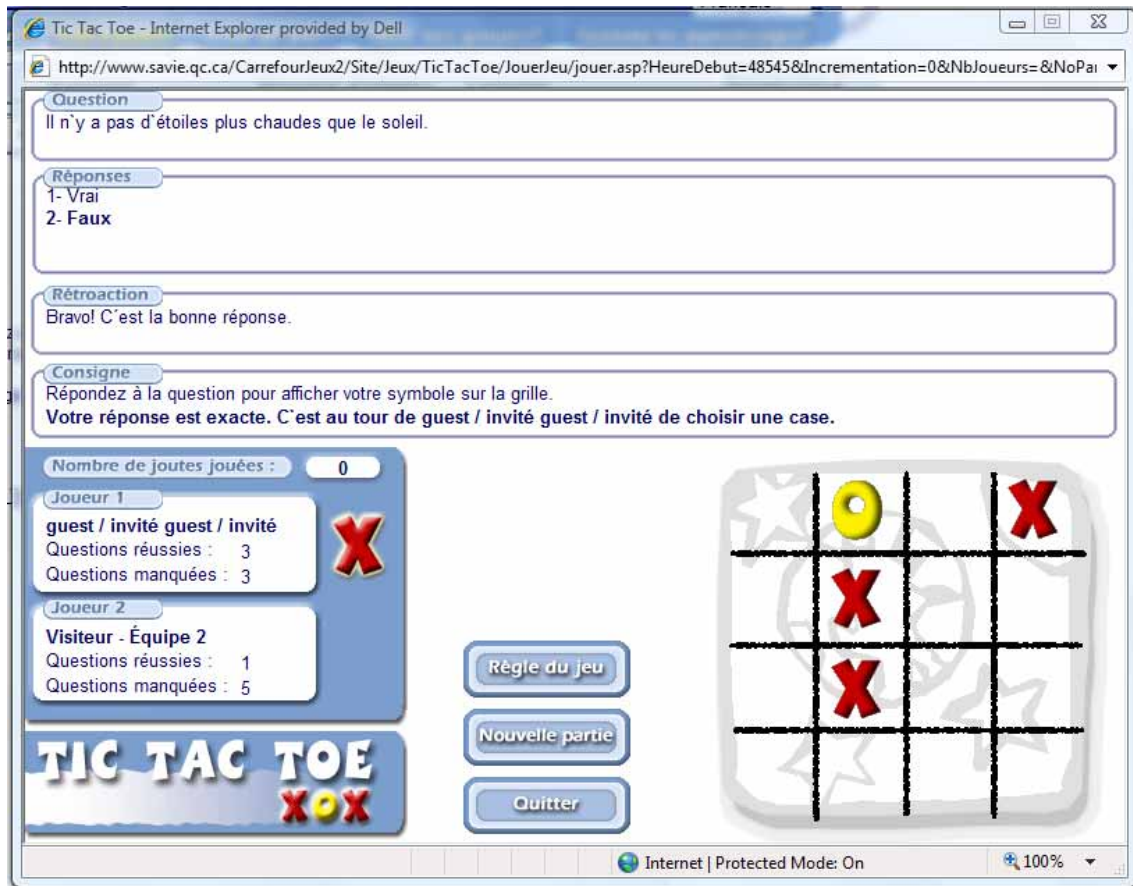 Tic Tac Toe - Internet Explorer provided by Dell
http://www.savie.qc.ca/CarrefourJeux2/Site/Jeux/TicTacToe/JouerJeu/jouer.asp?HeureDebut=48545&Incrementation=0&NbJoueurs=&NoPar
Question
Il n`y a pas d`étoiles plus chaudes que le soleil.
Réponses
1- Vrai
2- Faux
Rétroaction
Bravo! C´est la bonne réponse.
Consigne
Répondez à la question pour afficher votre symbole sur la grille.
Votre réponse est exacte. C`est au tour de guest / invité guest / invité de choisir une case.
Nombre de joutes jouées : 0
Joueur 1
guest / invité guest / invité
Questions réussies : 3
Questions manquées : 3
X
Joueur 2
Visiteur - Équipe 2
Questions réussies : 1
Questions manquées : 5
TIC TAC TOE
XOX
Règle du jeu
Nouvelle partie
Quitter
O X
X
X
Internet | Protected Mode: On
100%